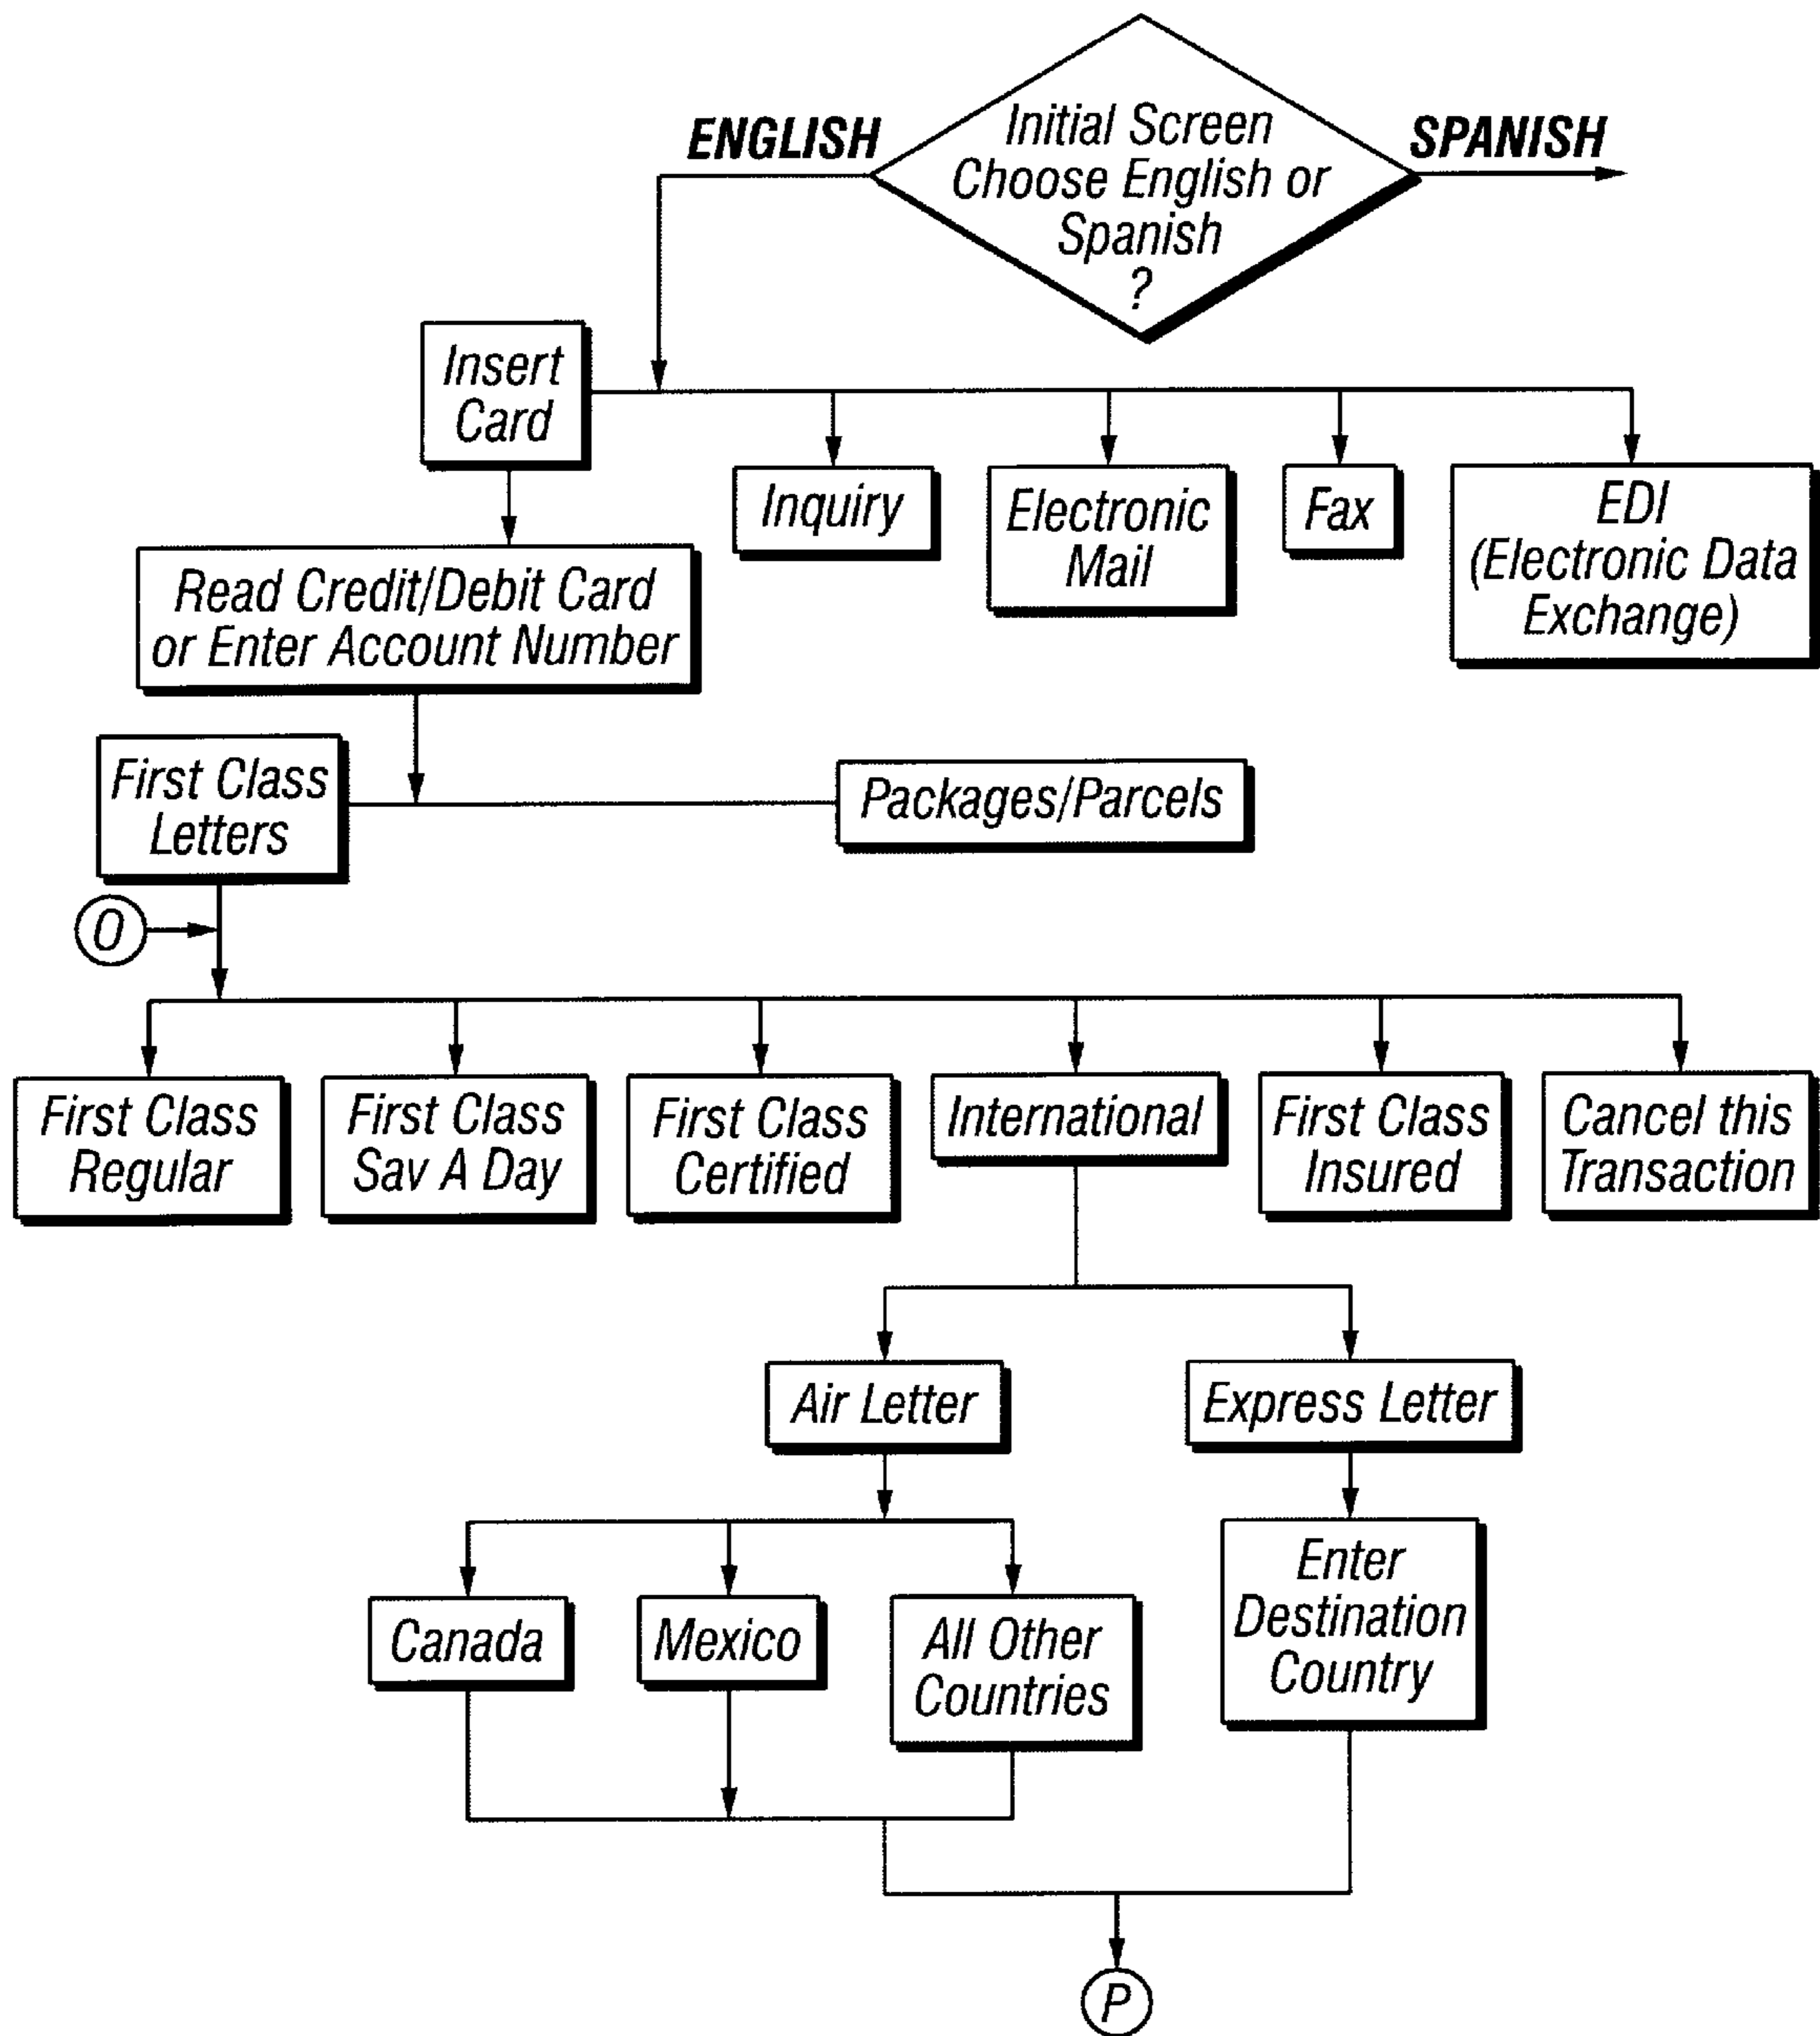 ENGLISH
Initial Screen
Choose English or
Spanish
?
SPANISH
Insert
Card
Inquiry
Electronic
Mail
Fax
EDI
(Electronic Data
Exchange)
Read Credit/Debit Card
or Enter Account Number
First Class
Letters
Packages/Parcels
O
First Class
Regular
First Class
Sav A Day
First Class
Certified
International
First Class
Insured
Cancel this
Transaction
Air Letter
Express Letter
Canada
Mexico
All Other
Countries
Enter
Destination
Country
P